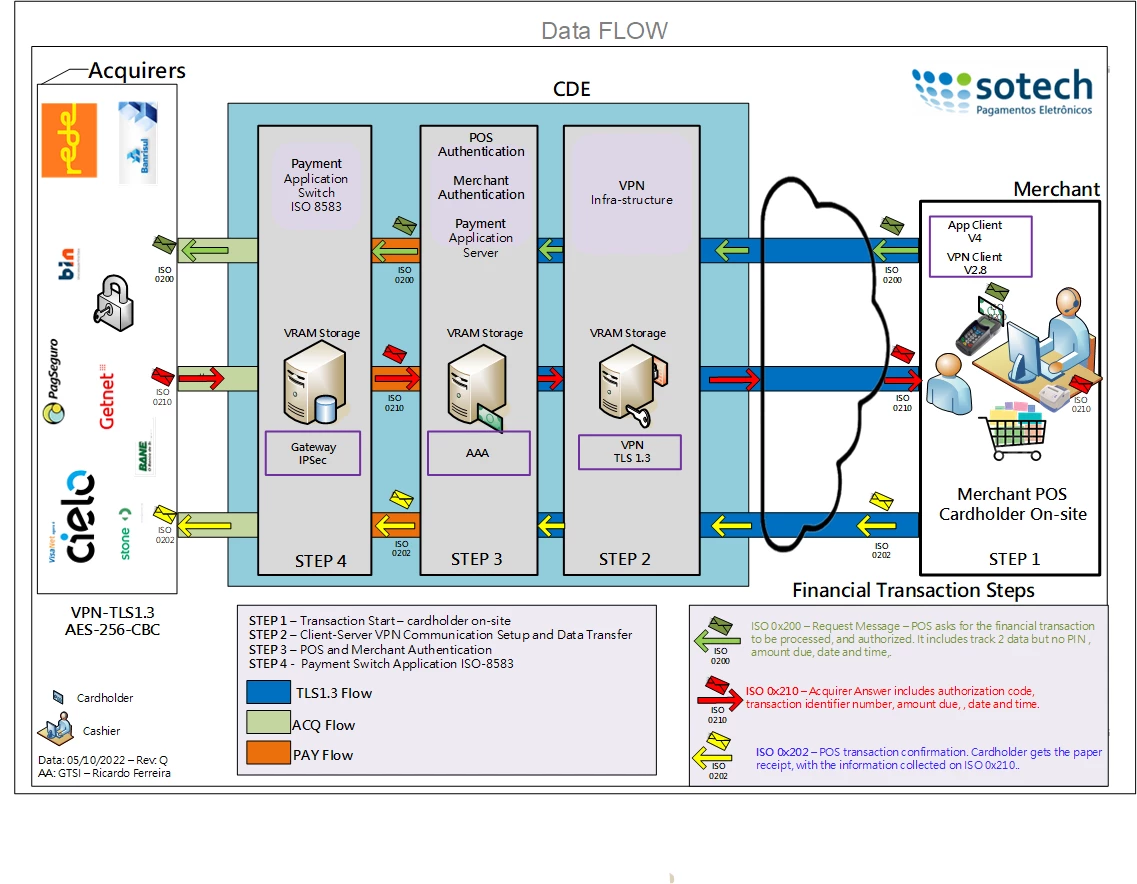 Data FLOW
Acquirers
CDE
sotech
Pagamentos Eletrônicos
rede
Banrisul
bin
PagSeguro
Getnet
BANE
cielo
stone
Payment
Application
Switch
ISO 8583
POS
Authentication
Merchant
Authentication
Payment
Application
Server
VPN
Infra-structure
Merchant
App Client
V4
VPN Client
V2.8
ISO
0200
ISO
0200
ISO
0200
VRAM Storage
VRAM Storage
VRAM Storage
ISO
0210
ISO
0210
ISO
0210
ISO
0210
Gateway
IPSec
AAA
VPN
TLS 1.3
ISO
0202
ISO
0202
ISO
0202
Merchant POS
Cardholder On-site
STEP 4
STEP 3
STEP 2
STEP 1
VPN-TLS1.3
AES-256-CBC
Cardholder
Cashier
Data: 05/10/2022 – Rev: Q
AA: GTSI – Ricardo Ferreira
STEP 1 – Transaction Start – cardholder on-site
STEP 2 – Client-Server VPN Communication Setup and Data Transfer
STEP 3 – POS and Merchant Authentication
STEP 4 - Payment Switch Application ISO-8583
TLS1.3 Flow
ACQ Flow
PAY Flow
Financial Transaction Steps
ISO
0200
ISO 0x200 – Request Message – POS asks for the financial transaction
to be processed, and authorized. It includes track 2 data but no PIN ,
amount due, date and time,.
ISO
0210
ISO 0x210 – Acquirer Answer includes authorization code,
transaction identifier number, amount due, , date and time.
ISO
0202
ISO 0x202 – POS transaction confirmation. Cardholder gets the paper
receipt, with the information collected on ISO 0x210..